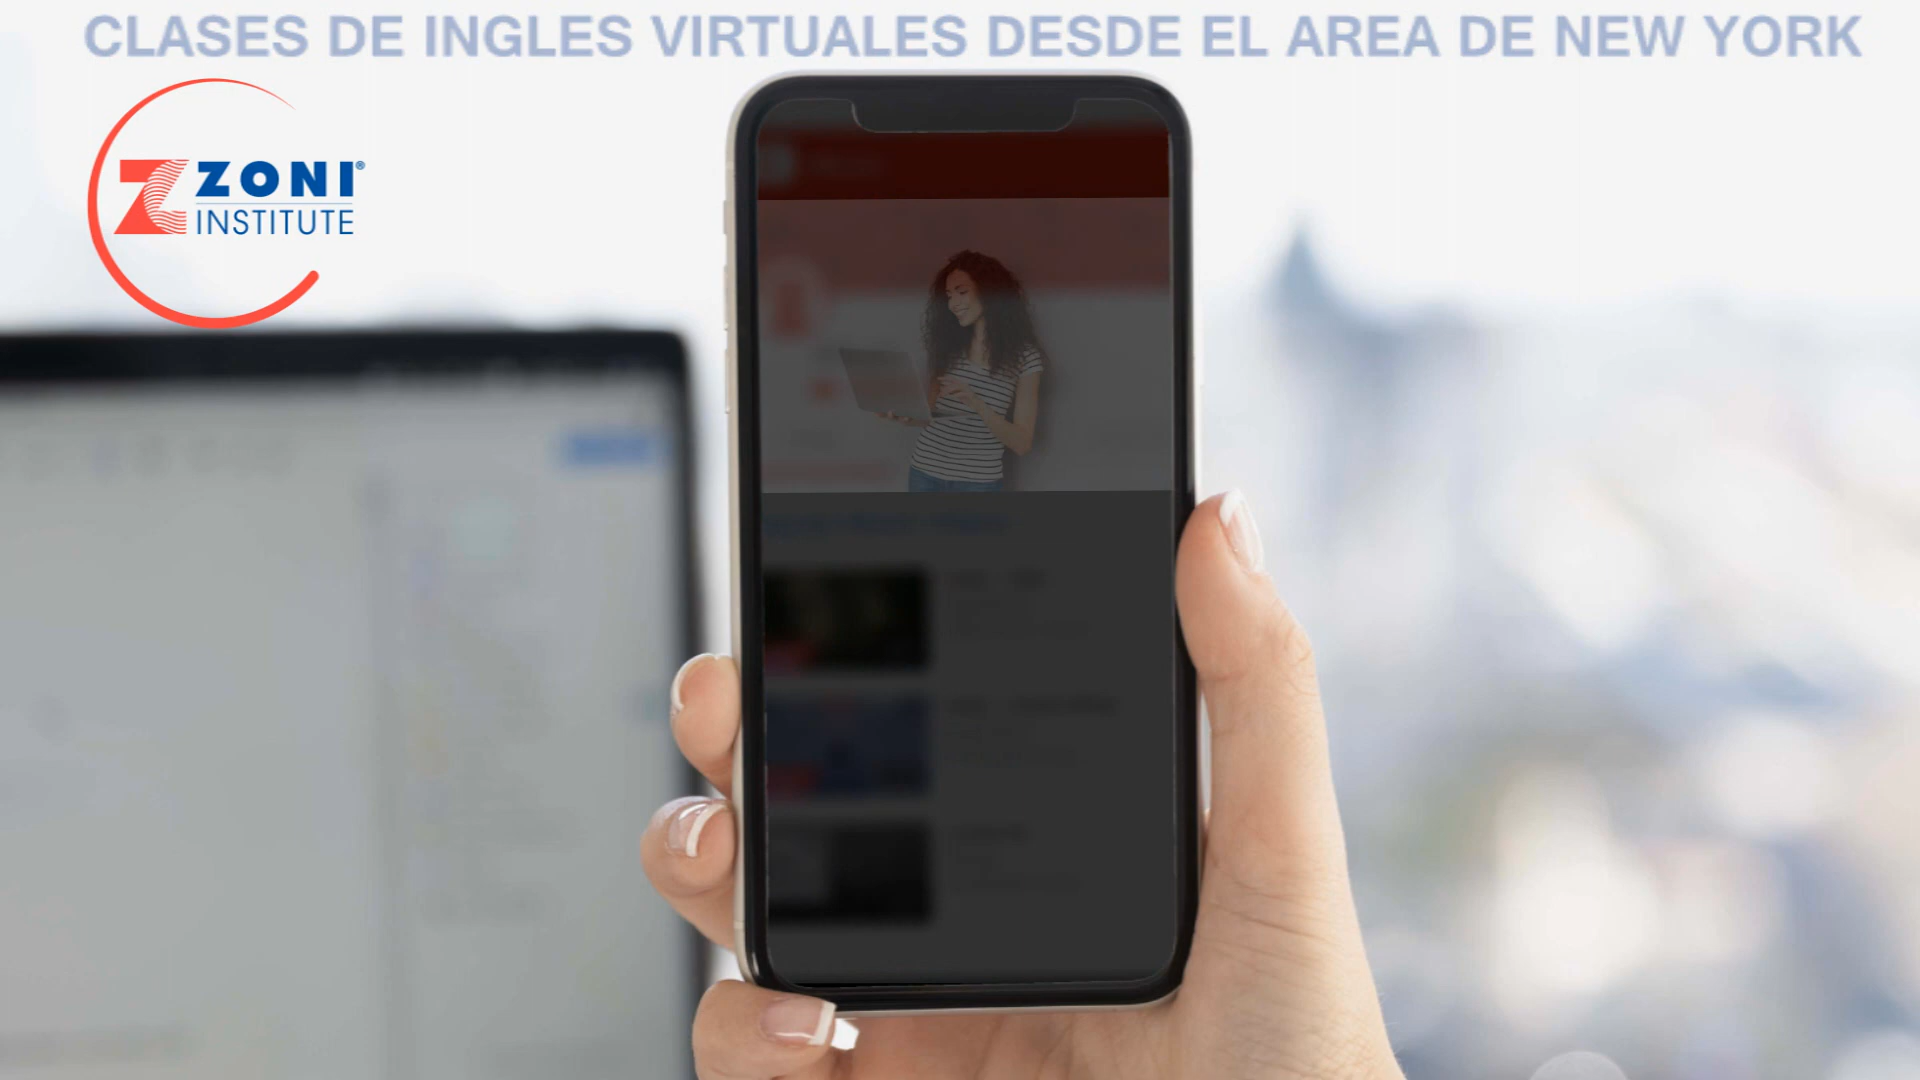 CLASES DE INGLES VIRTUALES DESDE EL AREA DE NEW YORK
ZONI®
INSTITUTE